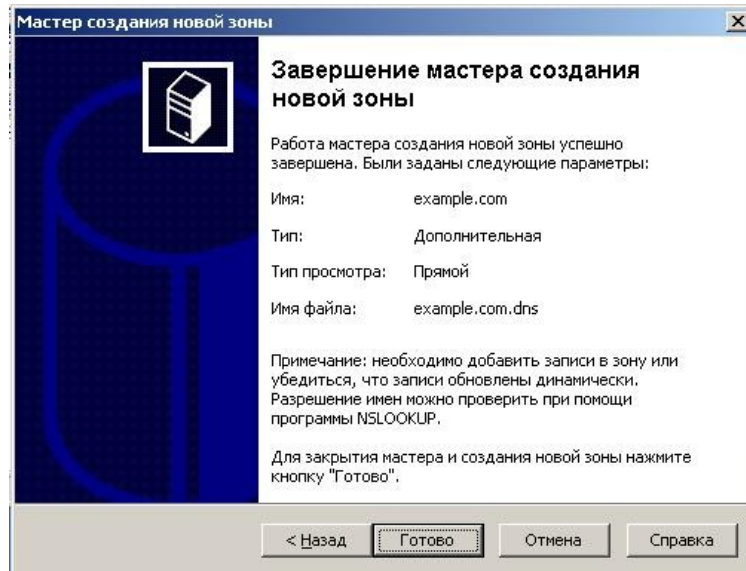 Мастер создания новой зоны
Завершение мастера создания
новой зоны
Работа мастера создания новой зоны успешно
завершена. Были заданы следующие параметры:
Имя: example.com
Тип: Дополнительная
Тип просмотра: Прямой
Имя файла: example.com.dns
Примечание: необходимо добавить записи в зону или
убедиться, что записи обновлены динамически.
Разрешение имен можно проверить при помощи
программы NSLOOKUP.
Для закрытия мастера и создания новой зоны нажмите
кнопку "Готово".
< Назад Готово Отмена Справка